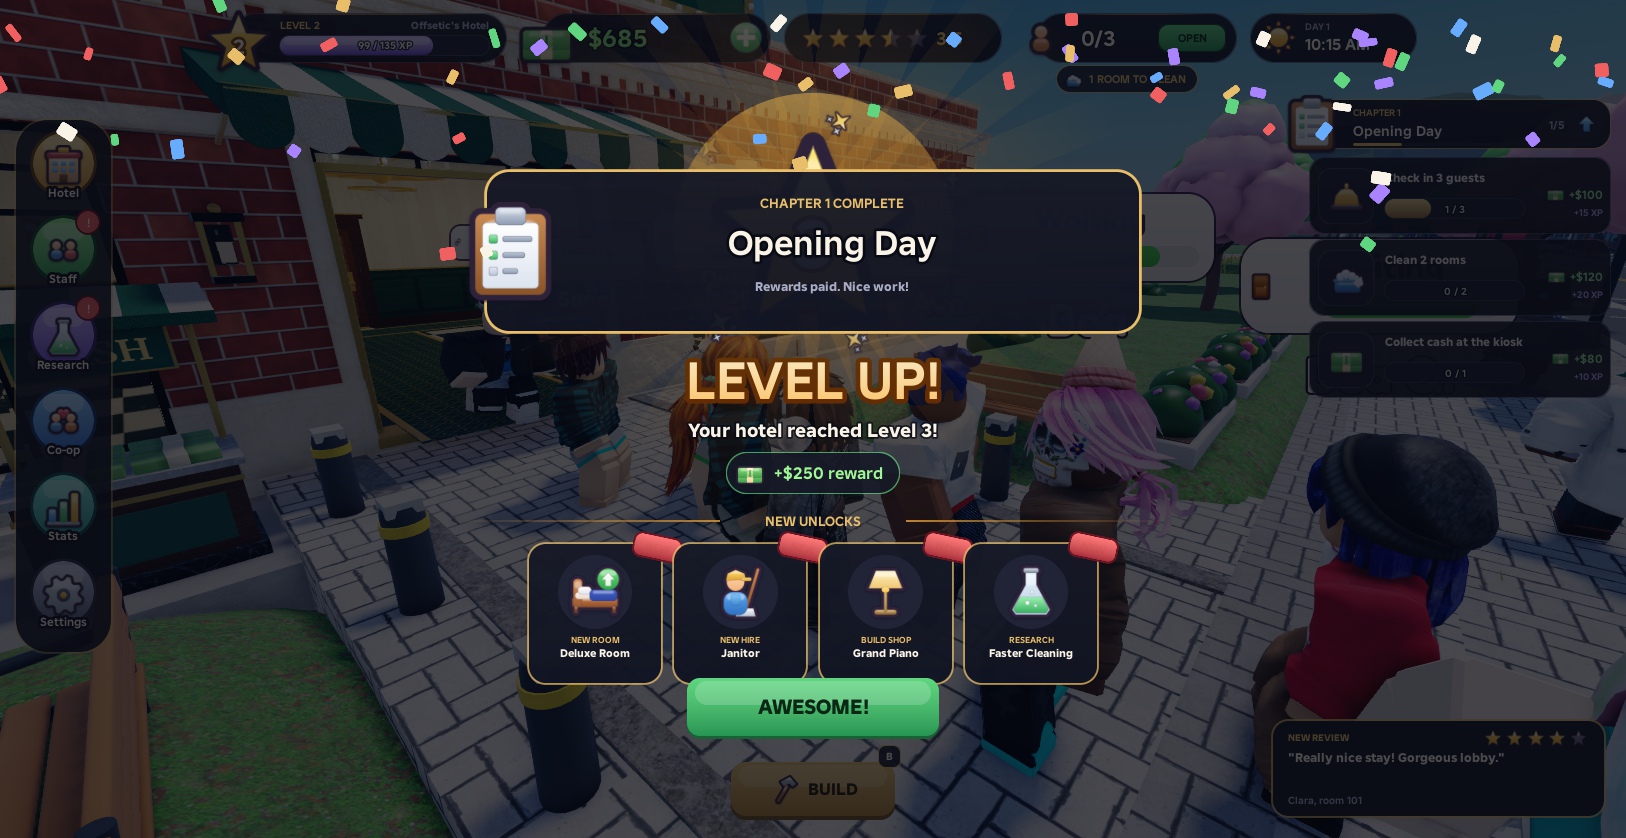 LEVEL 2
Offsetic's Hotel
99 / 135 XP
$685
0/3
OPEN
DAY 1
10:15 AM
1 ROOM TO CLEAN
Hotel
Staff
Research
Co-op
Stats
Settings
CHAPTER 1
Opening Day
1/5
Check in 3 guests
1 / 3
+$100
+15 XP
Clean 2 rooms
0 / 2
+$120
+20 XP
Collect cash at the kiosk
0 / 1
+$80
+10 XP
CHAPTER 1 COMPLETE
Opening Day
Rewards paid. Nice work!
LEVEL UP!
Your hotel reached Level 3!
+$250 reward
NEW UNLOCKS
NEW ROOM
Deluxe Room
NEW HIRE
Janitor
BUILD SHOP
Grand Piano
RESEARCH
Faster Cleaning
AWESOME!
B
BUILD
NEW REVIEW
"Really nice stay! Gorgeous lobby."
Clara, room 101